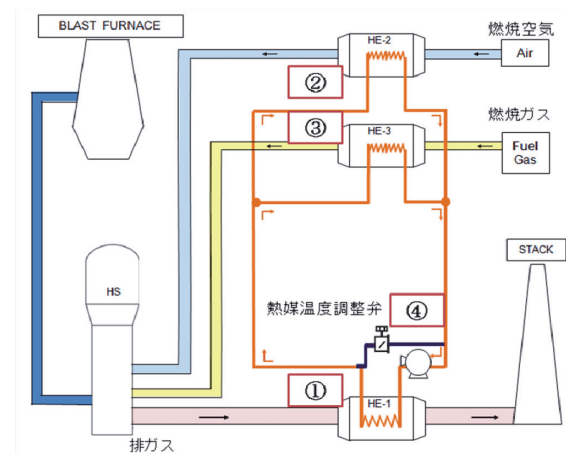 BLAST FURNACE
HE-2
燃焼空気
Air
②
③
HE-3
燃焼ガス
Fuel
Gas
STACK
HS
熱媒温度調整弁
④
①
HE-1
排ガス